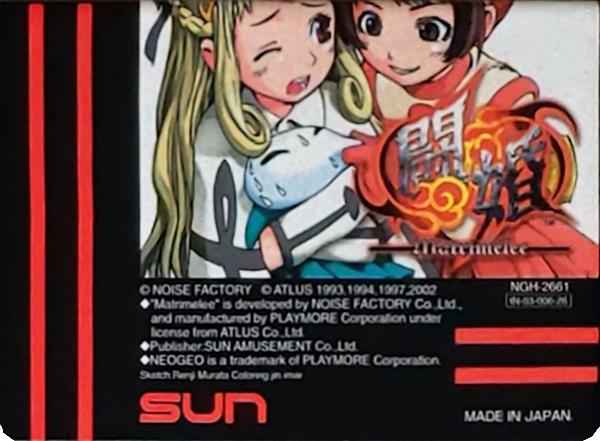 闘婚
Matrimelee
© NOISE FACTORY © ATLUS 1993,1994,1997,2002
NGH-2661
◆"Matrimelee" is developed by NOISE FACTORY Co.,Ltd.,
and manufactured by PLAYMORE Corporation under
license from ATLUS Co.,Ltd.
◆Publisher:SUN AMUSEMENT Co.,Ltd.
◆NEOGEO is a trademark of PLAYMORE Corporation.
Sketch:Renji Murata Coloring:
sun
MADE IN JAPAN.